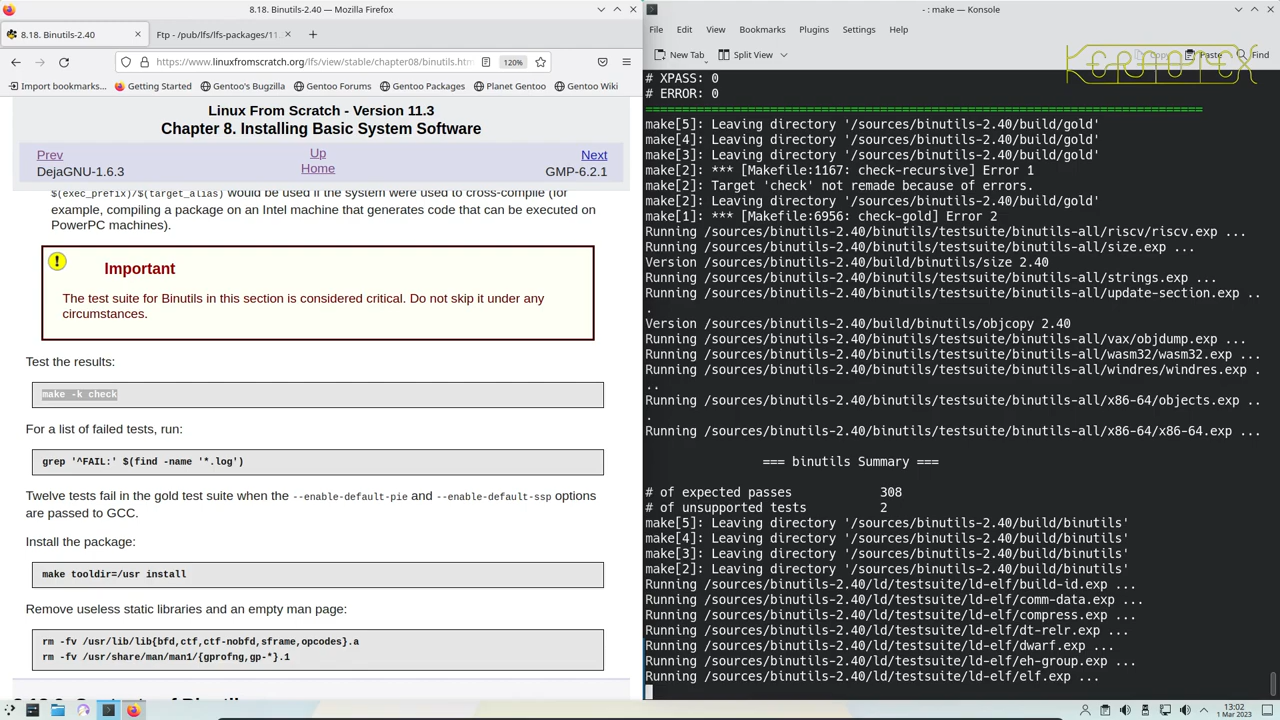 8.18. Binutils-2.40 — Mozilla Firefox
8.18. Binutils-2.40
Ftp - /pub/lfs/lfs-packages/11.
https://www.linuxfromscratch.org/lfs/view/stable/chapter08/binutils.html
120%
Import bookmarks...
Getting Started
Gentoo's Bugzilla
Gentoo Forums
Gentoo Packages
Planet Gentoo
Gentoo Wiki
Linux From Scratch - Version 11.3
Chapter 8. Installing Basic System Software
Prev
Up
Next
DejaGNU-1.6.3
Home
GMP-6.2.1
$(exec_prefix)/$(target_alias) would be used if the system were used to cross-compile (for
example, compiling a package on an Intel machine that generates code that can be executed on
PowerPC machines).
Important
The test suite for Binutils in this section is considered critical. Do not skip it under any
circumstances.
Test the results:
make -k check
For a list of failed tests, run:
grep '^FAIL:' $(find -name '*.log')
Twelve tests fail in the gold test suite when the --enable-default-pie and --enable-default-ssp options
are passed to GCC.
Install the package:
make tooldir=/usr install
Remove useless static libraries and an empty man page:
rm -fv /usr/lib/lib{bfd,ctf,ctf-nobfd,sframe,opcodes}.a
rm -fv /usr/share/man/man1/{gprofng,gp-*}.1
- : make — Konsole
File Edit View Bookmarks Plugins Settings Help
New Tab
Split View
Copy
Paste
Find
# XPASS: 0
# ERROR: 0
============================================================================
make[5]: Leaving directory '/sources/binutils-2.40/build/gold'
make[4]: Leaving directory '/sources/binutils-2.40/build/gold'
make[3]: Leaving directory '/sources/binutils-2.40/build/gold'
make[2]: *** [Makefile:1167: check-recursive] Error 1
make[2]: Target 'check' not remade because of errors.
make[2]: Leaving directory '/sources/binutils-2.40/build/gold'
make[1]: *** [Makefile:6956: check-gold] Error 2
Running /sources/binutils-2.40/binutils/testsuite/binutils-all/riscv/riscv.exp ...
Running /sources/binutils-2.40/binutils/testsuite/binutils-all/size.exp ...
Version /sources/binutils-2.40/build/binutils/size 2.40
Running /sources/binutils-2.40/binutils/testsuite/binutils-all/strings.exp ...
Running /sources/binutils-2.40/binutils/testsuite/binutils-all/update-section.exp ..
.
Version /sources/binutils-2.40/build/binutils/objcopy 2.40
Running /sources/binutils-2.40/binutils/testsuite/binutils-all/vax/objdump.exp ...
Running /sources/binutils-2.40/binutils/testsuite/binutils-all/wasm32/wasm32.exp ...
Running /sources/binutils-2.40/binutils/testsuite/binutils-all/windres/windres.exp .
..
Running /sources/binutils-2.40/binutils/testsuite/binutils-all/x86-64/objects.exp ..
.
Running /sources/binutils-2.40/binutils/testsuite/binutils-all/x86-64/x86-64.exp ...
=== binutils Summary ===
# of expected passes 308
# of unsupported tests 2
make[5]: Leaving directory '/sources/binutils-2.40/build/binutils'
make[4]: Leaving directory '/sources/binutils-2.40/build/binutils'
make[3]: Leaving directory '/sources/binutils-2.40/build/binutils'
make[2]: Leaving directory '/sources/binutils-2.40/build/binutils'
Running /sources/binutils-2.40/ld/testsuite/ld-elf/build-id.exp ...
Running /sources/binutils-2.40/ld/testsuite/ld-elf/comm-data.exp ...
Running /sources/binutils-2.40/ld/testsuite/ld-elf/compress.exp ...
Running /sources/binutils-2.40/ld/testsuite/ld-elf/dt-relr.exp ...
Running /sources/binutils-2.40/ld/testsuite/ld-elf/dwarf.exp ...
Running /sources/binutils-2.40/ld/testsuite/ld-elf/eh-group.exp ...
Running /sources/binutils-2.40/ld/testsuite/ld-elf/elf.exp ...
13:02
1 Mar 2023